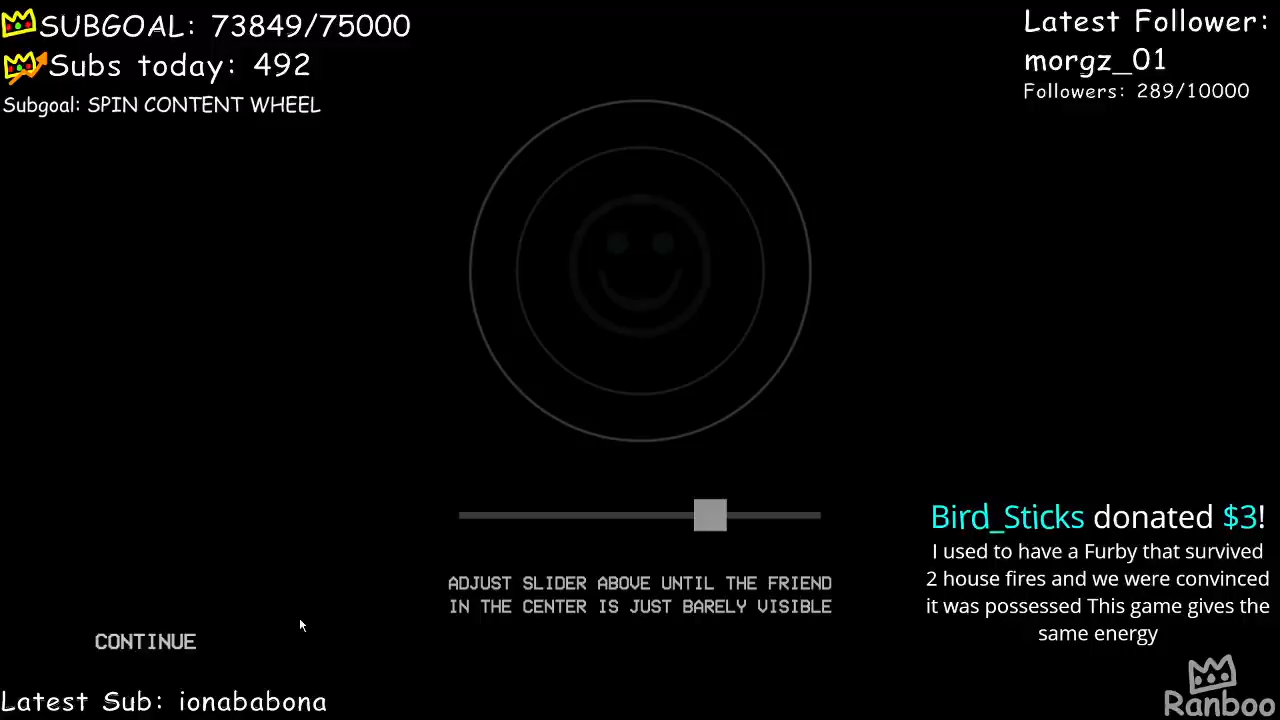 SUBGOAL: 73849/75000
Subs today: 492
Subgoal: SPIN CONTENT WHEEL
Latest Follower:
morgz_01
Followers: 289/10000
ADJUST SLIDER ABOVE UNTIL THE FRIEND
IN THE CENTER IS JUST BARELY VISIBLE
CONTINUE
Bird_Sticks donated $3!
I used to have a Furby that survived
2 house fires and we were convinced
it was possessed This game gives the
same energy
Latest Sub: ionababona
Ranboo